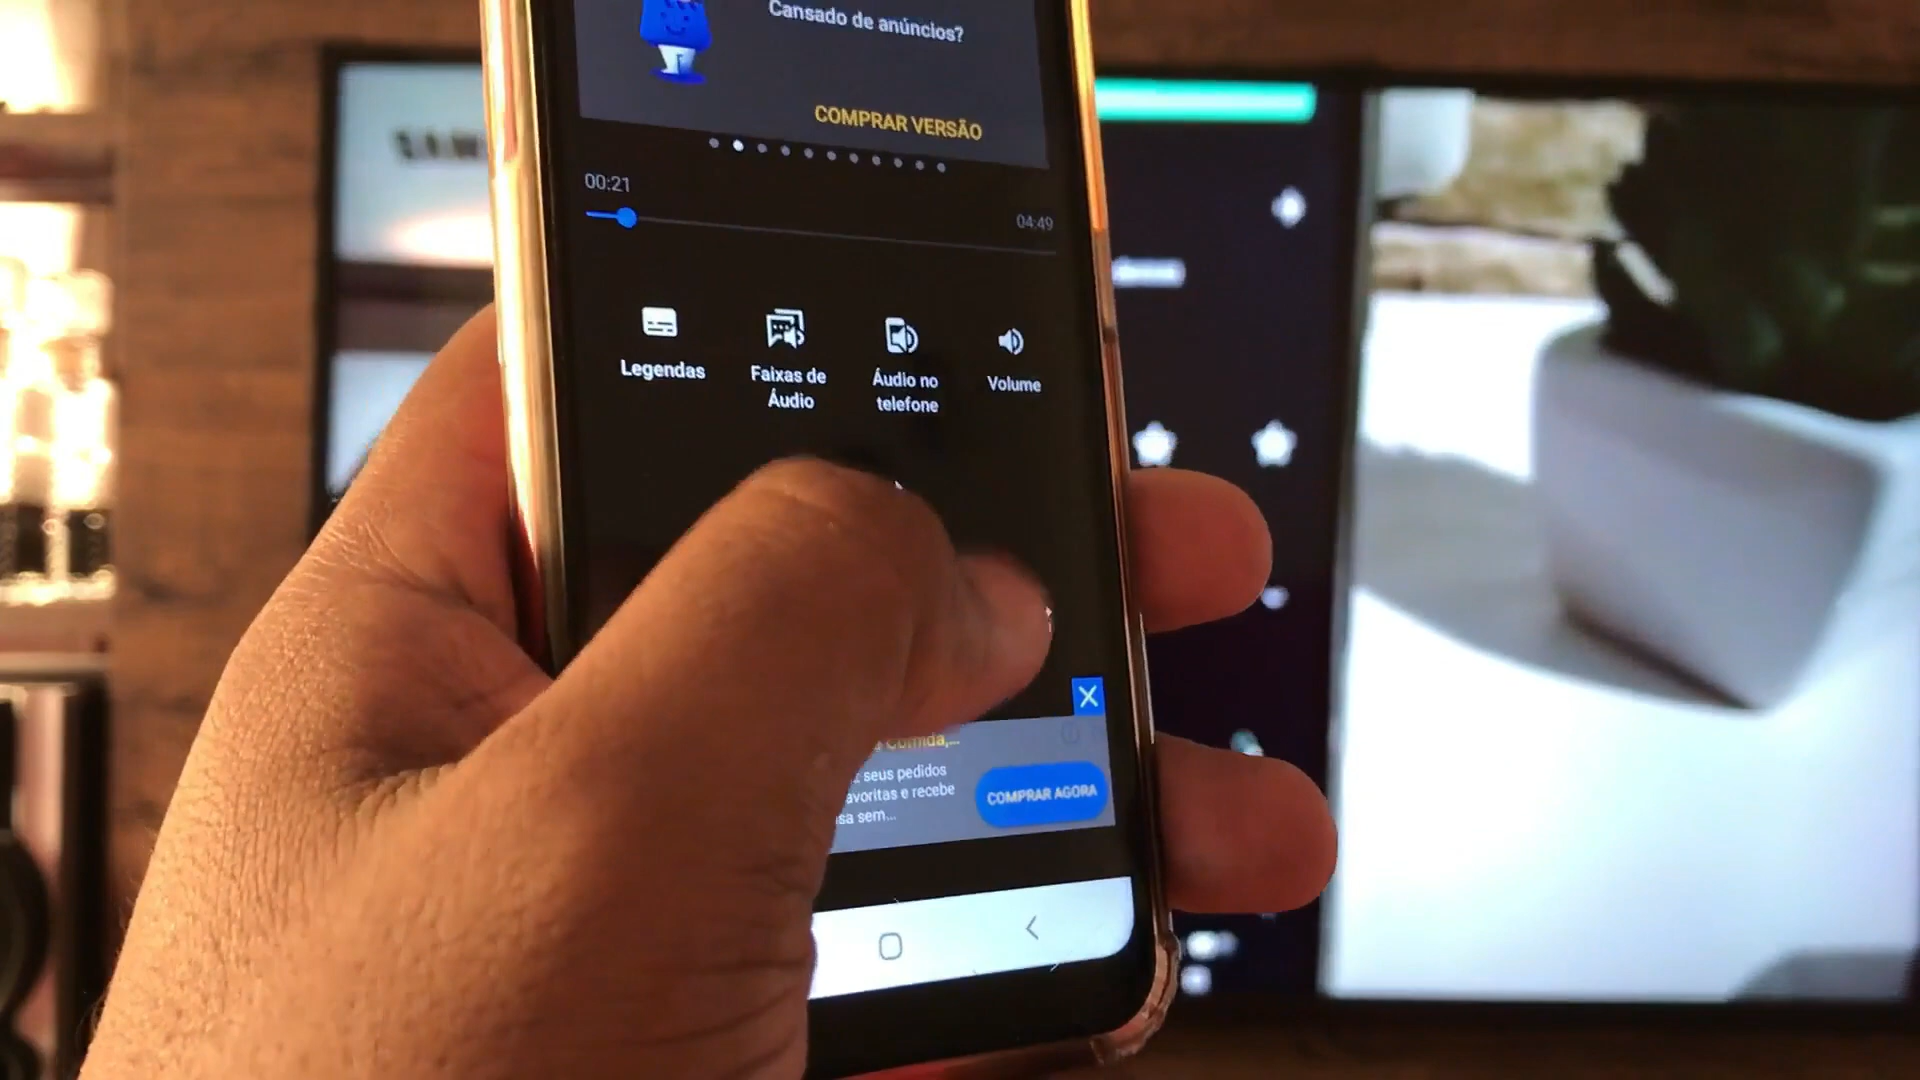 Cansado de anúncios?
COMPRAR VERSÃO
00:21
04:49
Legendas
Faixas de
Áudio
Áudio no
telefone
Volume
Comida,...
seus pedidos
avoritas e recebe
sa sem...
COMPRAR AGORA